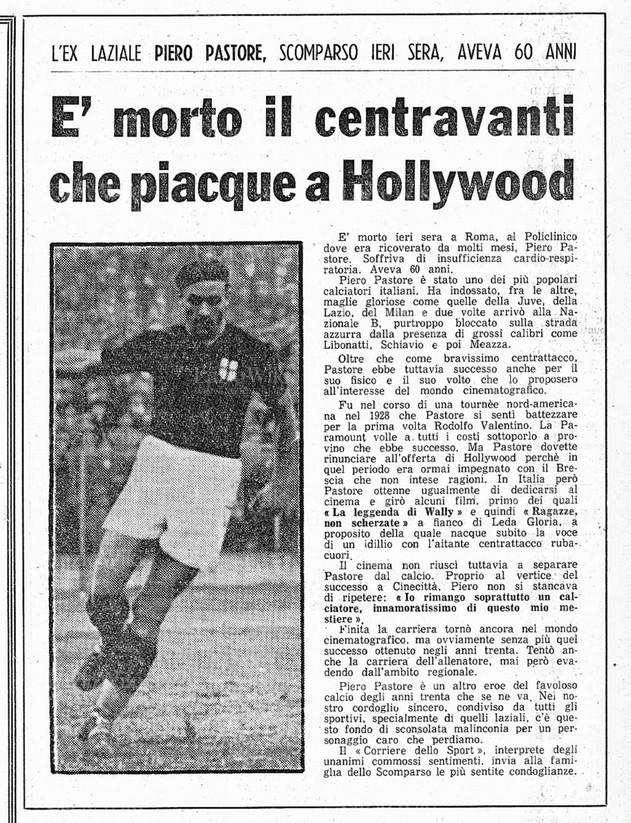 L'EX LAZIALE PIERO PASTORE, SCOMPARSO IERI SERA, AVEVA 60 ANNI
E' morto il centravanti
che piacque a Hollywood
E' morto ieri sera a Roma, al Policlinico
dove era ricoverato da molti mesi, Piero Pa-
store. Soffriva di insufficienza cardio-respi-
ratoria. Aveva 60 anni.
Piero Pastore è stato uno dei più popolari
calciatori italiani. Ha indossato, fra le altre,
maglie gloriose come quelle della Juve, della
Lazio, del Milan e due volte arrivò alla Na-
zionale B, purtroppo bloccato sulla strada
azzurra dalla presenza di grossi calibri come
Libonatti, Schiavio e poi Meazza.
Oltre che come bravissimo centrattacco,
Pastore ebbe tuttavia successo anche per il
suo fisico e il suo volto che lo proposero
all'interesse del mondo cinematografico.
Fu nel corso di una tournèe nord-america-
na nel 1928 che Pastore si sentì battezzare
per la prima volta Rodolfo Valentino. La Pa-
ramount volle a tutti i costi sottoporlo a pro-
vino che ebbe successo. Ma Pastore dovette
rinunciare all'offerta di Hollywood perchè in
quel periodo era ormai impegnato con il Bre-
scia che non intese ragioni. In Italia però
Pastore ottenne ugualmente di dedicarsi al
cinema e girò alcuni film, primo dei quali
« La leggenda di Wally » e quindi « Ragazze,
non scherzate » a fianco di Leda Gloria, a
proposito della quale nacque subito la voce
di un idillio con l'aitante centrattacco ruba-
cuori.
Il cinema non riuscì tuttavia a separare
Pastore dal calcio. Proprio al vertice del
successo a Cinecittà, Piero non si stancava
di ripetere: « Io rimango soprattutto un cal-
ciatore, innamoratissimo di questo mio me-
stiere ».
Finita la carriera tornò ancora nel mondo
cinematografico, ma ovviamente senza più quel
successo ottenuto negli anni trenta. Tentò an-
che la carriera dell'allenatore, mai però eva-
dendo dall'ambito regionale.
Piero Pastore è un altro eroe del favoloso
calcio degli anni trenta che se ne va. Nel no-
stro cordoglio sincero, condiviso da tutti gli
sportivi, specialmente di quelli laziali, c'è que-
sto fondo di sconsolata malinconia per un per-
sonaggio caro che perdiamo.
Il « Corriere dello Sport », interprete degli
unanimi commossi sentimenti, invia alla fami-
glia dello Scomparso le più sentite condoglianze.